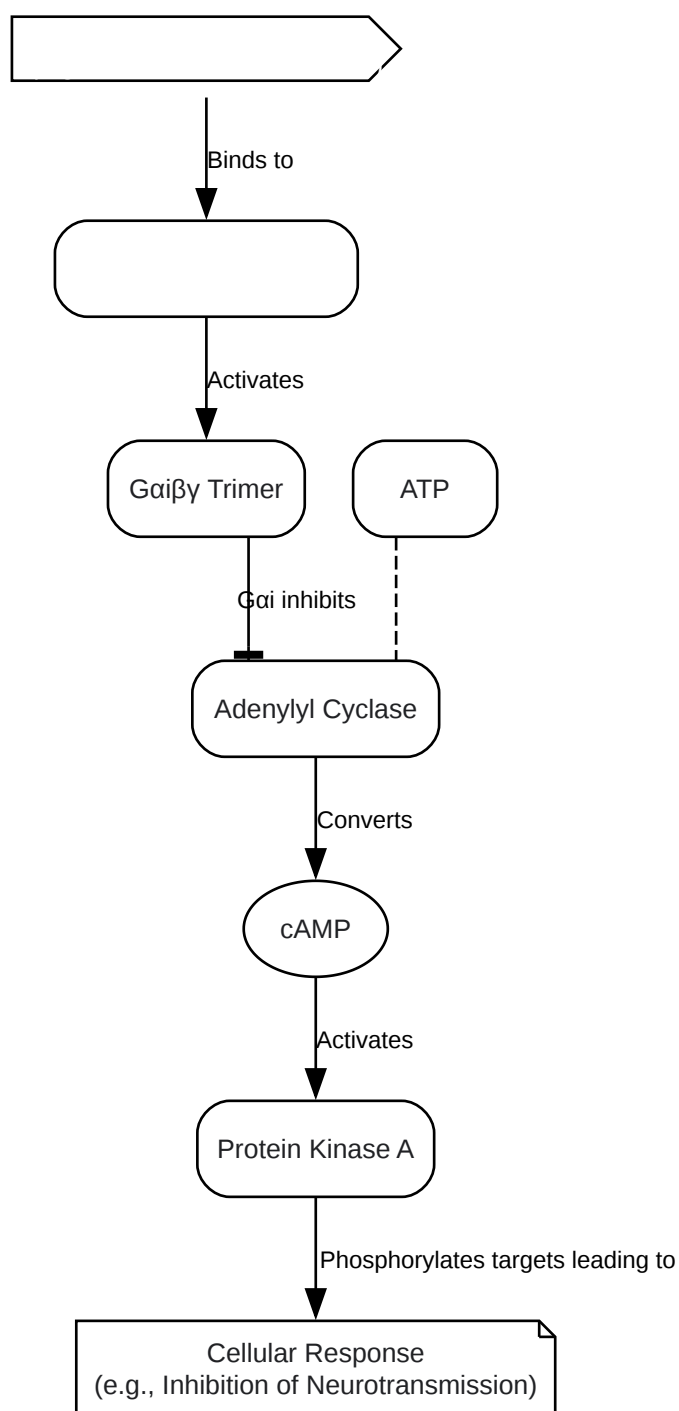 Binds to
Activates
Gαiβγ Trimer
ATP
Gαi inhibits
Adenylyl Cyclase
Converts
cAMP
Activates
Protein Kinase A
Phosphorylates targets leading to
Cellular Response
(e.g., Inhibition of Neurotransmission)